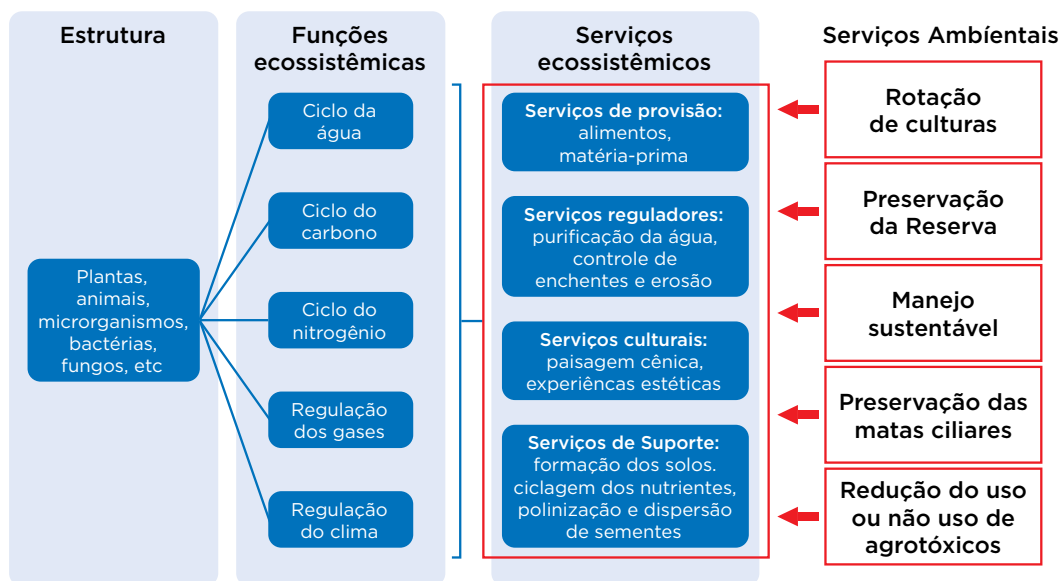 Estrutura
Plantas,
animais,
microrganismos,
bactérias,
fungos, etc
Funções
ecossistêmicas
Ciclo da
água
Ciclo do
carbono
Ciclo do
nitrogênio
Regulação
dos gases
Regulação
do clima
Serviços
ecossistêmicos
Serviços de provisão:
alimentos,
matéria-prima
Serviços reguladores:
purificação da água,
controle de
enchentes e erosão
Serviços culturais:
paisagem cênica,
experiêncas estéticas
Serviços de Suporte:
formação dos solos.
ciclagem dos nutrientes,
polinização e dispersão
de sementes
Serviços Ambíentais
Rotação
de culturas
Preservação
da Reserva
Manejo
sustentável
Preservação das
matas ciliares
Redução do uso
ou não uso de
agrotóxicos